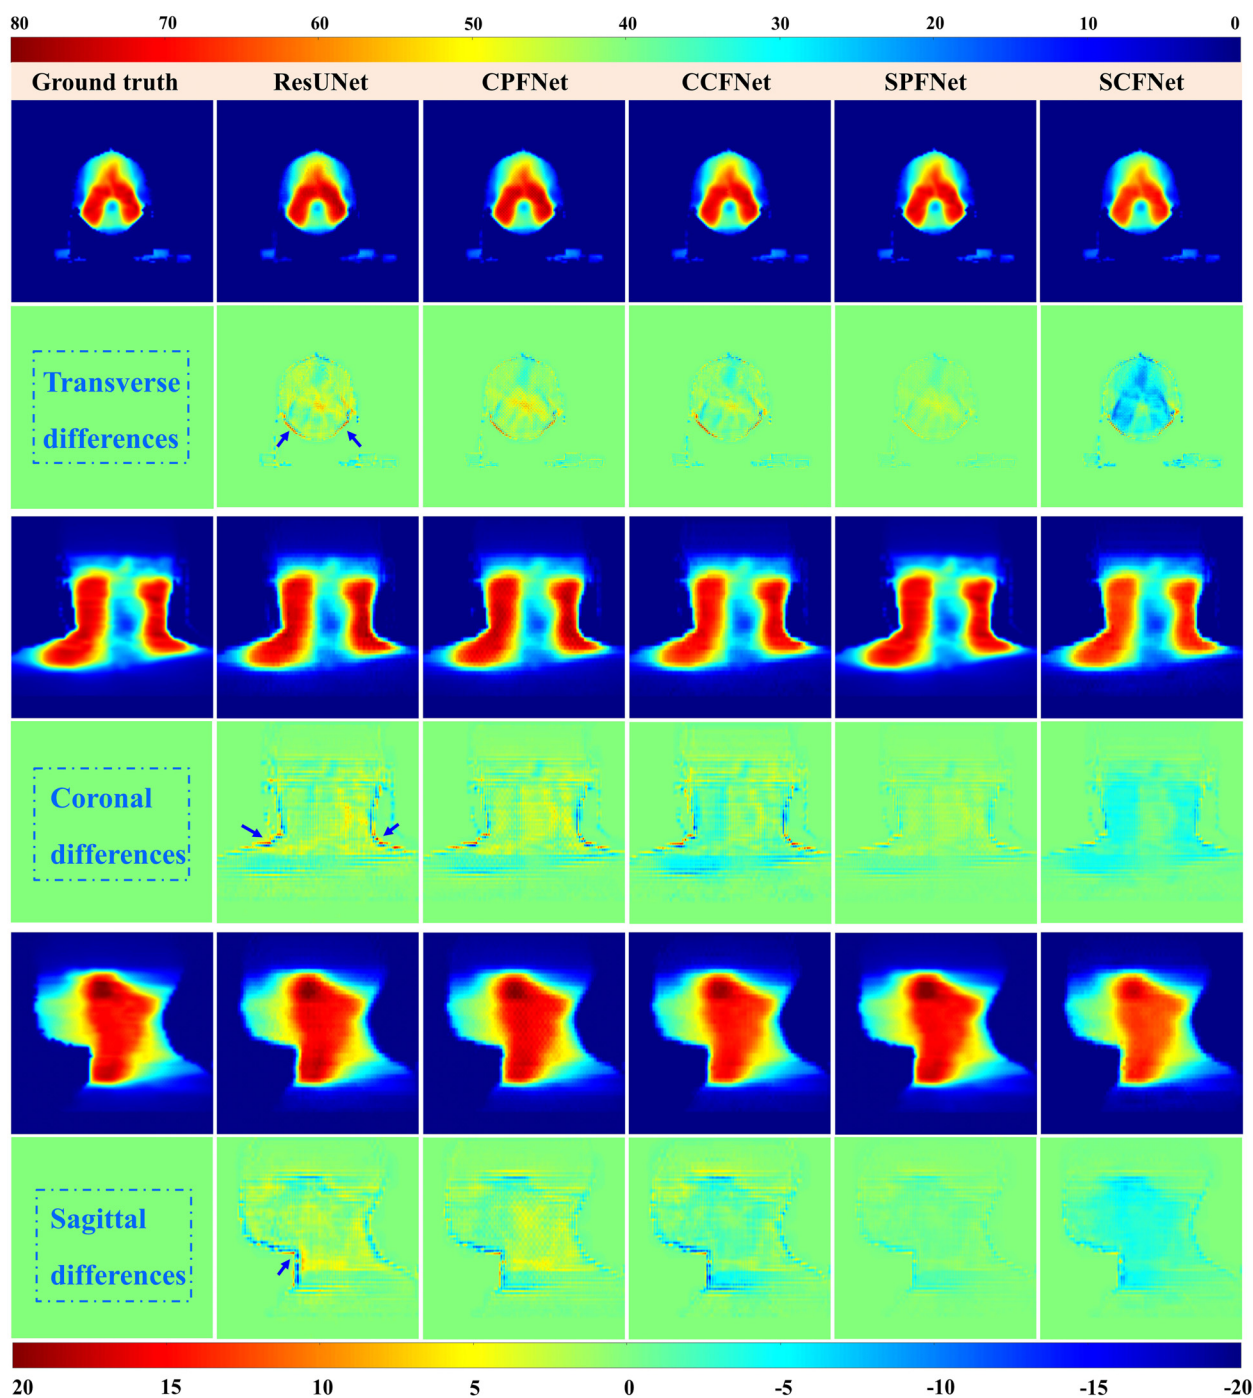 80 70 60 50 40 30 20 10 0
Ground truth ResUNet CPFNet CCFNet SPFNet SCFNet
Transverse
differences
Coronal
differences
Sagittal
differences
20 15 10 5 0 -5 -10 -15 -20